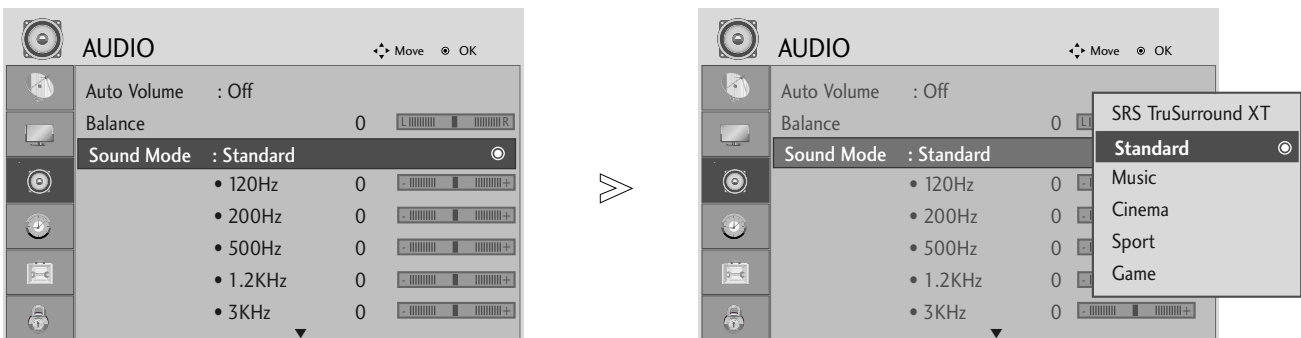 AUDIO Move OK
Auto Volume : Off
Balance 0 L R
Sound Mode : Standard
• 120Hz 0 - +
• 200Hz 0 - +
• 500Hz 0 - +
• 1.2KHz 0 - +
• 3KHz 0 - +
AUDIO Move OK
Auto Volume : Off
Balance 0 L
Sound Mode : Standard
• 120Hz 0 -
• 200Hz 0 -
• 500Hz 0 -
• 1.2KHz 0 -
• 3KHz 0 - +
SRS TruSurround XT
Standard
Music
Cinema
Sport
Game